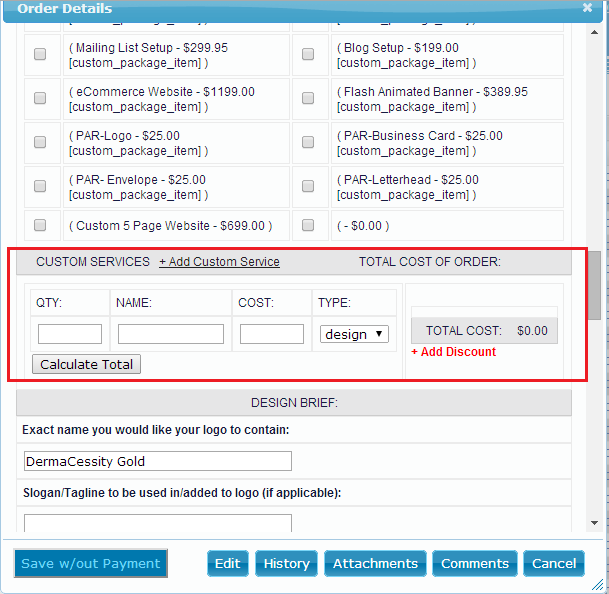 Order Details
( Mailing List Setup - $299.95
[custom_package_item] )
( Blog Setup - $199.00
[custom_package_item] )
( eCommerce Website - $1199.00
[custom_package_item] )
( Flash Animated Banner - $389.95
[custom_package_item] )
( PAR-Logo - $25.00
[custom_package_item] )
( PAR-Business Card - $25.00
[custom_package_item] )
( PAR- Envelope - $25.00
[custom_package_item] )
( PAR-Letterhead - $25.00
[custom_package_item] )
( Custom 5 Page Website - $699.00 )
( - $0.00 )
CUSTOM SERVICES + Add Custom Service
TOTAL COST OF ORDER:
QTY: NAME: COST: TYPE:
design
Calculate Total
TOTAL COST: $0.00
+ Add Discount
DESIGN BRIEF:
Exact name you would like your logo to contain:
DermaCessity Gold
Slogan/Tagline to be used in/added to logo (if applicable):
Save w/out Payment Edit History Attachments Comments Cancel